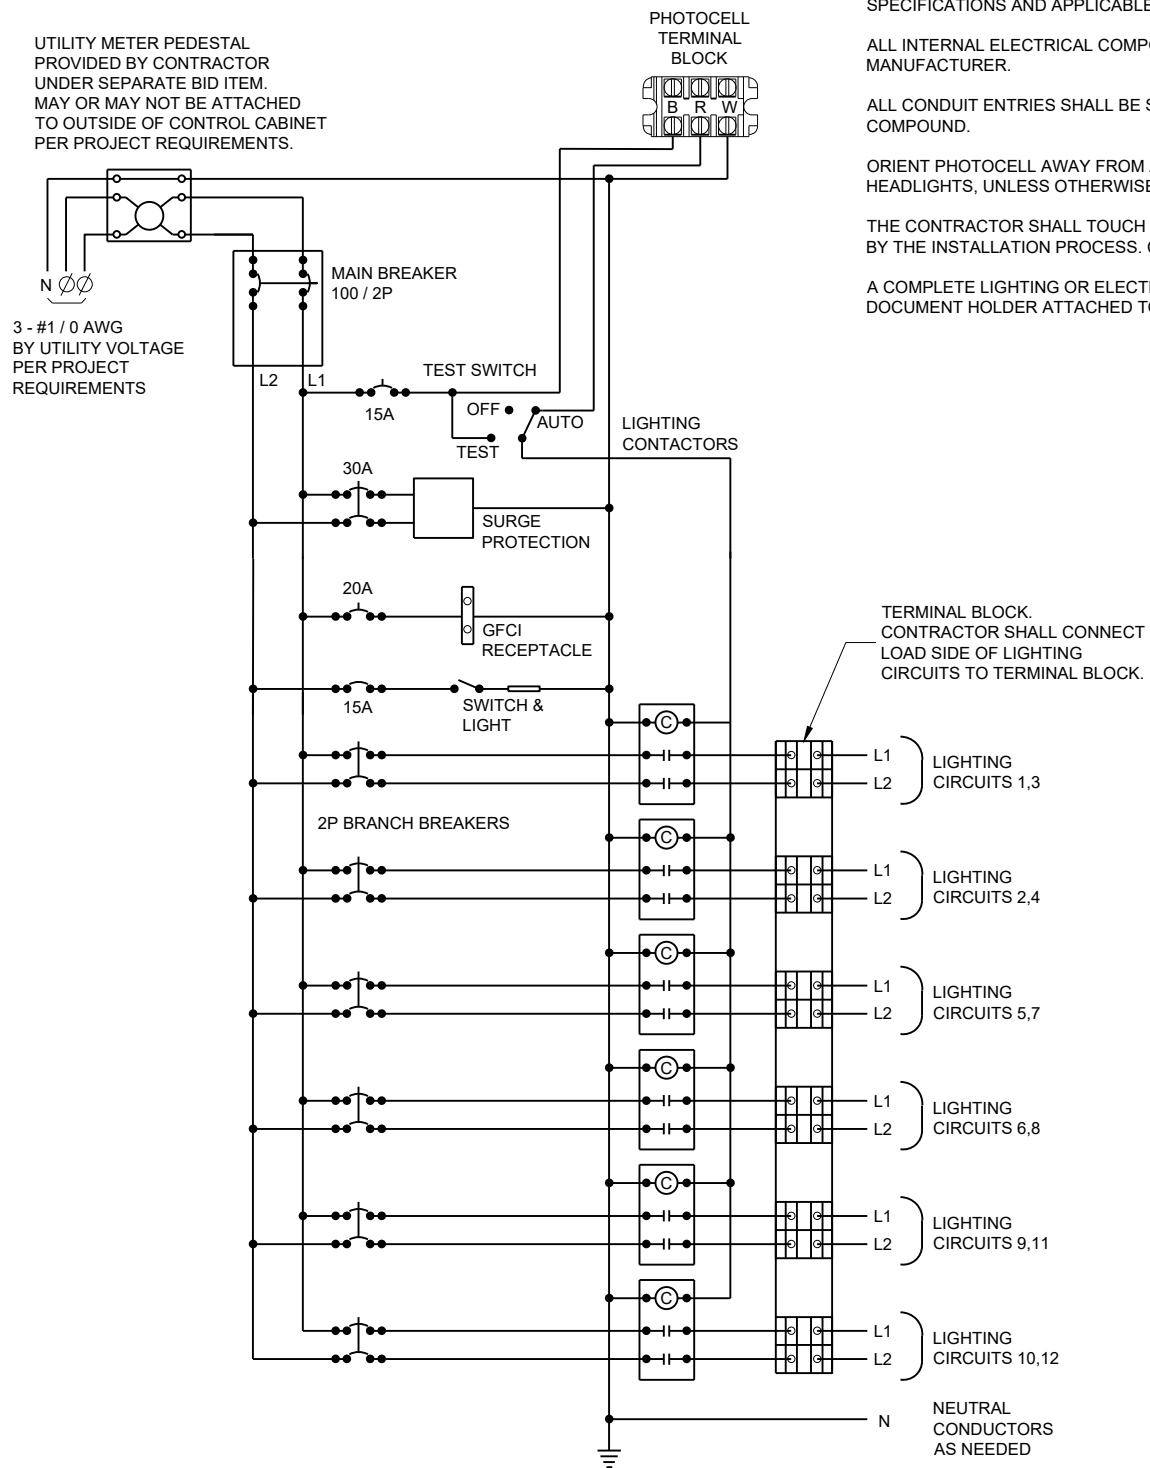 SPECIFICATIONS AND APPLICABLE
ALL INTERNAL ELECTRICAL
MANUFACTURER.
ALL CONDUIT ENTRIES SHALL BE
COMPOUND.
ORIENT PHOTOCELL AWAY FROM
HEADLIGHTS, UNLESS OTHERWISE
THE CONTRACTOR SHALL TOUCH
BY THE INSTALLATION PROCESS.
A COMPLETE LIGHTING OR
DOCUMENT HOLDER ATTACHED
UTILITY METER PEDESTAL
PROVIDED BY CONTRACTOR
UNDER SEPARATE BID ITEM.
MAY OR MAY NOT BE ATTACHED
TO OUTSIDE OF CONTROL CABINET
PER PROJECT REQUIREMENTS.
PHOTOCELL
TERMINAL
BLOCK
B R W
N ØØ
3 - #1 / 0 AWG
BY UTILITY VOLTAGE
PER PROJECT
REQUIREMENTS
MAIN BREAKER
100 / 2P
L2 L1
15A
TEST SWITCH
OFF
AUTO
TEST
LIGHTING
CONTACTORS
30A
SURGE
PROTECTION
20A
GFCI
RECEPTACLE
15A
SWITCH &
LIGHT
TERMINAL BLOCK.
CONTRACTOR SHALL CONNECT
LOAD SIDE OF LIGHTING
CIRCUITS TO TERMINAL BLOCK.
C
L1
L2
LIGHTING
CIRCUITS 1,3
2P BRANCH BREAKERS
C
L1
L2
LIGHTING
CIRCUITS 2,4
C
L1
L2
LIGHTING
CIRCUITS 5,7
C
L1
L2
LIGHTING
CIRCUITS 6,8
C
L1
L2
LIGHTING
CIRCUITS 9,11
C
L1
L2
LIGHTING
CIRCUITS 10,12
N
NEUTRAL
CONDUCTORS
AS NEEDED